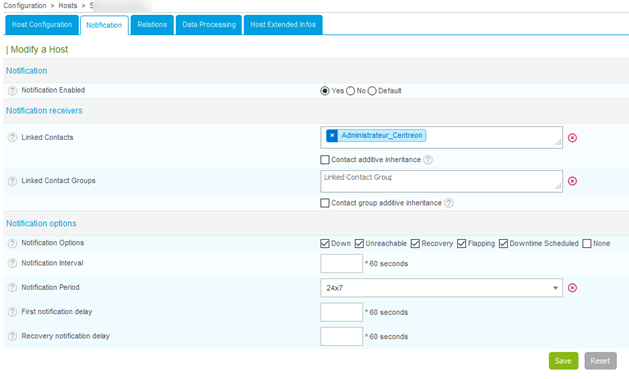 Configuration > Hosts > S
Host Configuration Notification Relations Data Processing Host Extended Infos
| Modify a Host
Notification
? Notification Enabled Yes No Default
Notification receivers
? Linked Contacts × Administrateur_Centreon
Contact additive inheritance ?
? Linked Contact Groups Linked Contact Group
Contact group additive inheritance ?
Notification options
? Notification Options Down Unreachable Recovery Flapping Downtime Scheduled None
? Notification Interval * 60 seconds
? Notification Period 24x7
? First notification delay * 60 seconds
? Recovery notification delay * 60 seconds
Save Reset